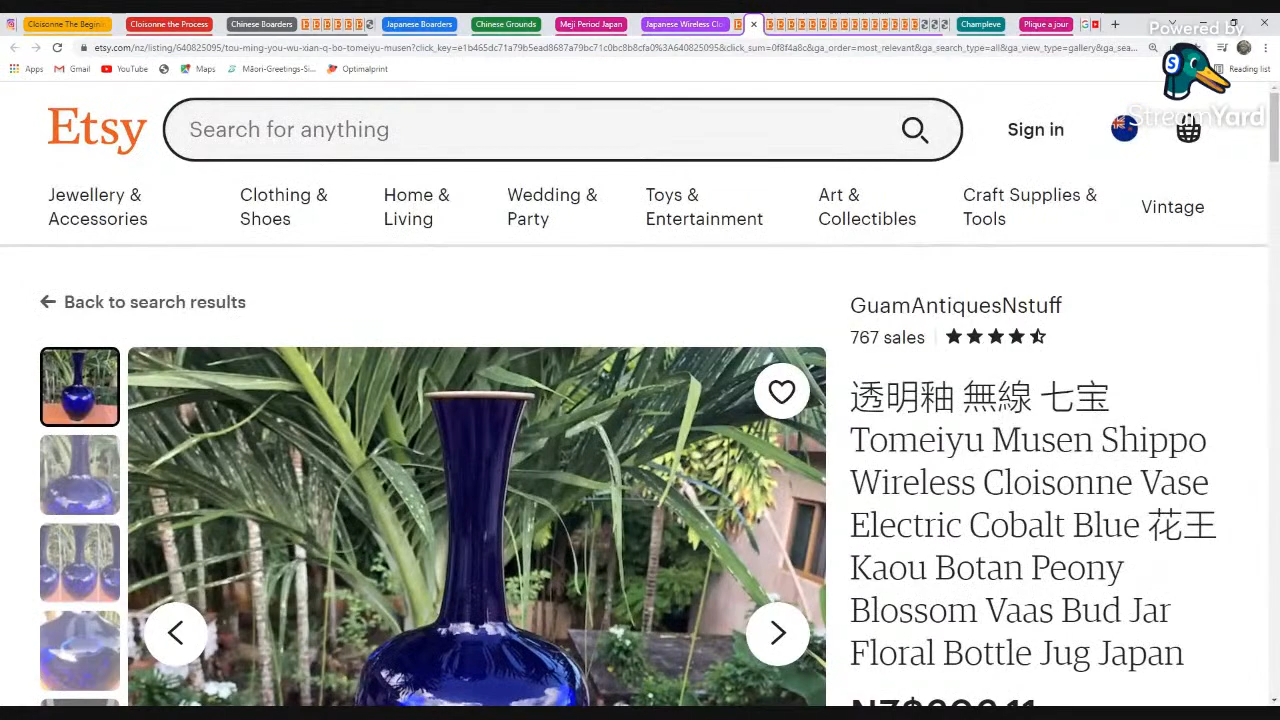 Cloisonne The Begini
Cloisonne the Process
Chinese Boarders
Japanese Boarders
Chinese Grounds
Meji Period Japan
Japanese Wireless Clo
Champleve
Plique a jour
Powered by
StreamYard
Apps
Gmail
YouTube
Maps
Māori-Greetings-Si...
Optimalprint
Reading list
Etsy
Search for anything
Sign in
Jewellery & Accessories
Clothing & Shoes
Home & Living
Wedding & Party
Toys & Entertainment
Art & Collectibles
Craft Supplies & Tools
Vintage
Back to search results
GuamAntiquesNstuff
767 sales
透明釉 無線 七宝
Tomeiyu Musen Shippo
Wireless Cloisonne Vase
Electric Cobalt Blue 花王
Kaou Botan Peony
Blossom Vaas Bud Jar
Floral Bottle Jug Japan